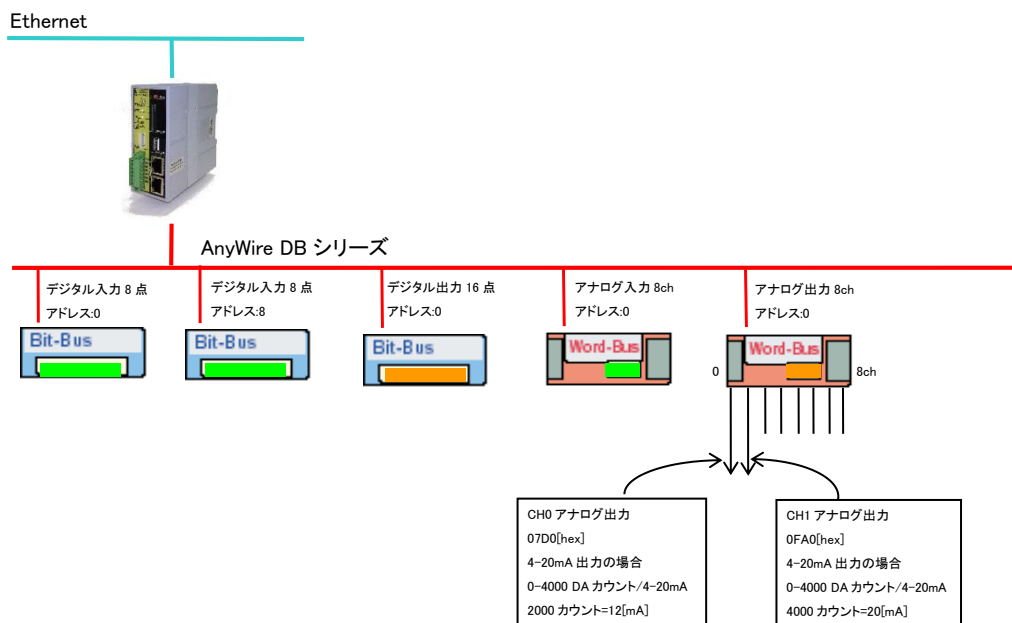 Ethernet
AnyWire DB シリーズ
デジタル入力 8 点
アドレス:0
Bit-Bus
デジタル入力 8 点
アドレス:8
Bit-Bus
デジタル出力 16 点
アドレス:0
Bit-Bus
アナログ入力 8ch
アドレス:0
Word-Bus
アナログ出力 8ch
アドレス:0
Word-Bus
0
8ch
CH0 アナログ出力
07D0[hex]
4-20mA 出力の場合
0-4000 DA カウント/4-20mA
2000 カウント=12[mA]
CH1 アナログ出力
0FA0[hex]
4-20mA 出力の場合
0-4000 DA カウント/4-20mA
4000 カウント=20[mA]